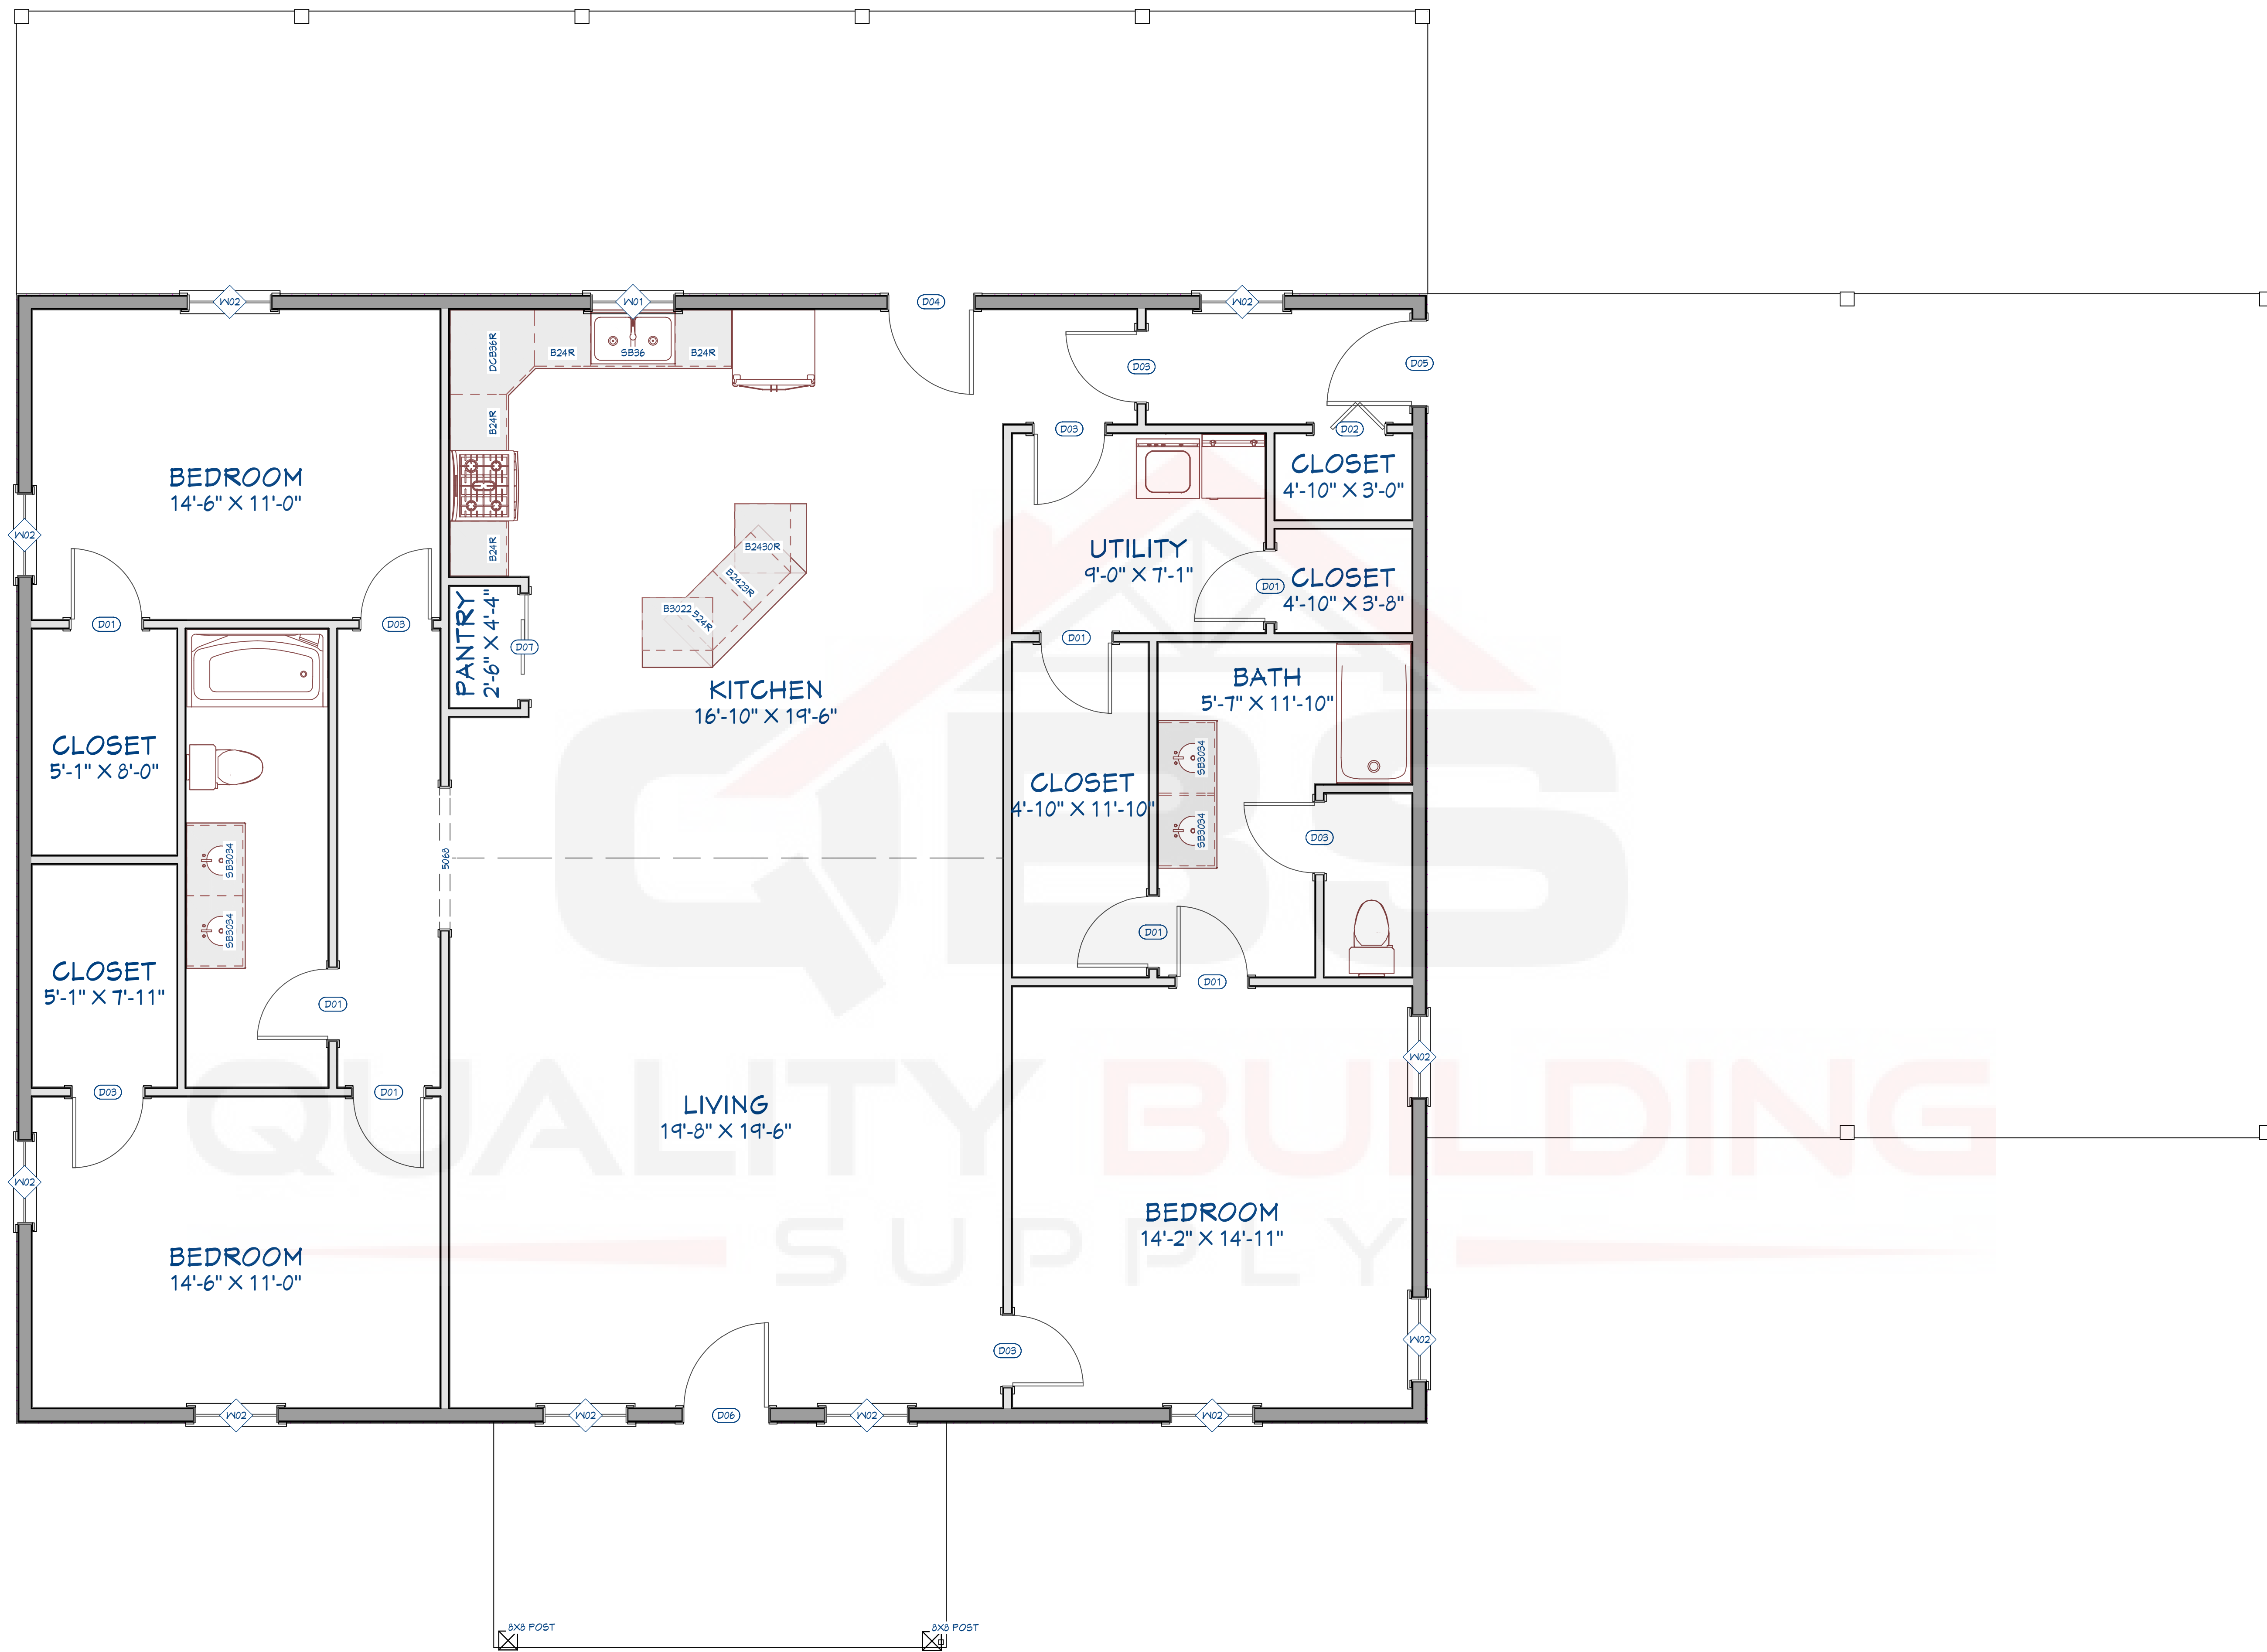 W02
W01
D04
W02
DCB36R
B24R
SB36
B24R
D03
D05
B24R
D03
D02
BEDROOM
14'-6" X 11'-0"
CLOSET
4'-10" X 3'-0"
W02
B24R
B2430R
UTILITY
9'-0" X 7'-1"
B2423R
D01
CLOSET
4'-10" X 3'-8"
D01
D03
PANTRY
2'-6" X 4'-4"
D07
B3022
B24R
D01
KITCHEN
16'-10" X 19'-6"
BATH
5'-7" X 11'-10"
CLOSET
5'-1" X 8'-0"
SB3034
CLOSET
4'-10" X 11'-10"
SB3034
D03
QBS
SB3034
5068
SB3034
D01
CLOSET
5'-1" X 7'-11"
D01
D01
W02
D03
D01
LIVING
19'-8" X 19'-6"
QUALITY BUILDING
SUPPLY
W02
BEDROOM
14'-6" X 11'-0"
BEDROOM
14'-2" X 14'-11"
W02
D03
W02
W02
D06
W02
W02
8X8 POST
8X8 POST